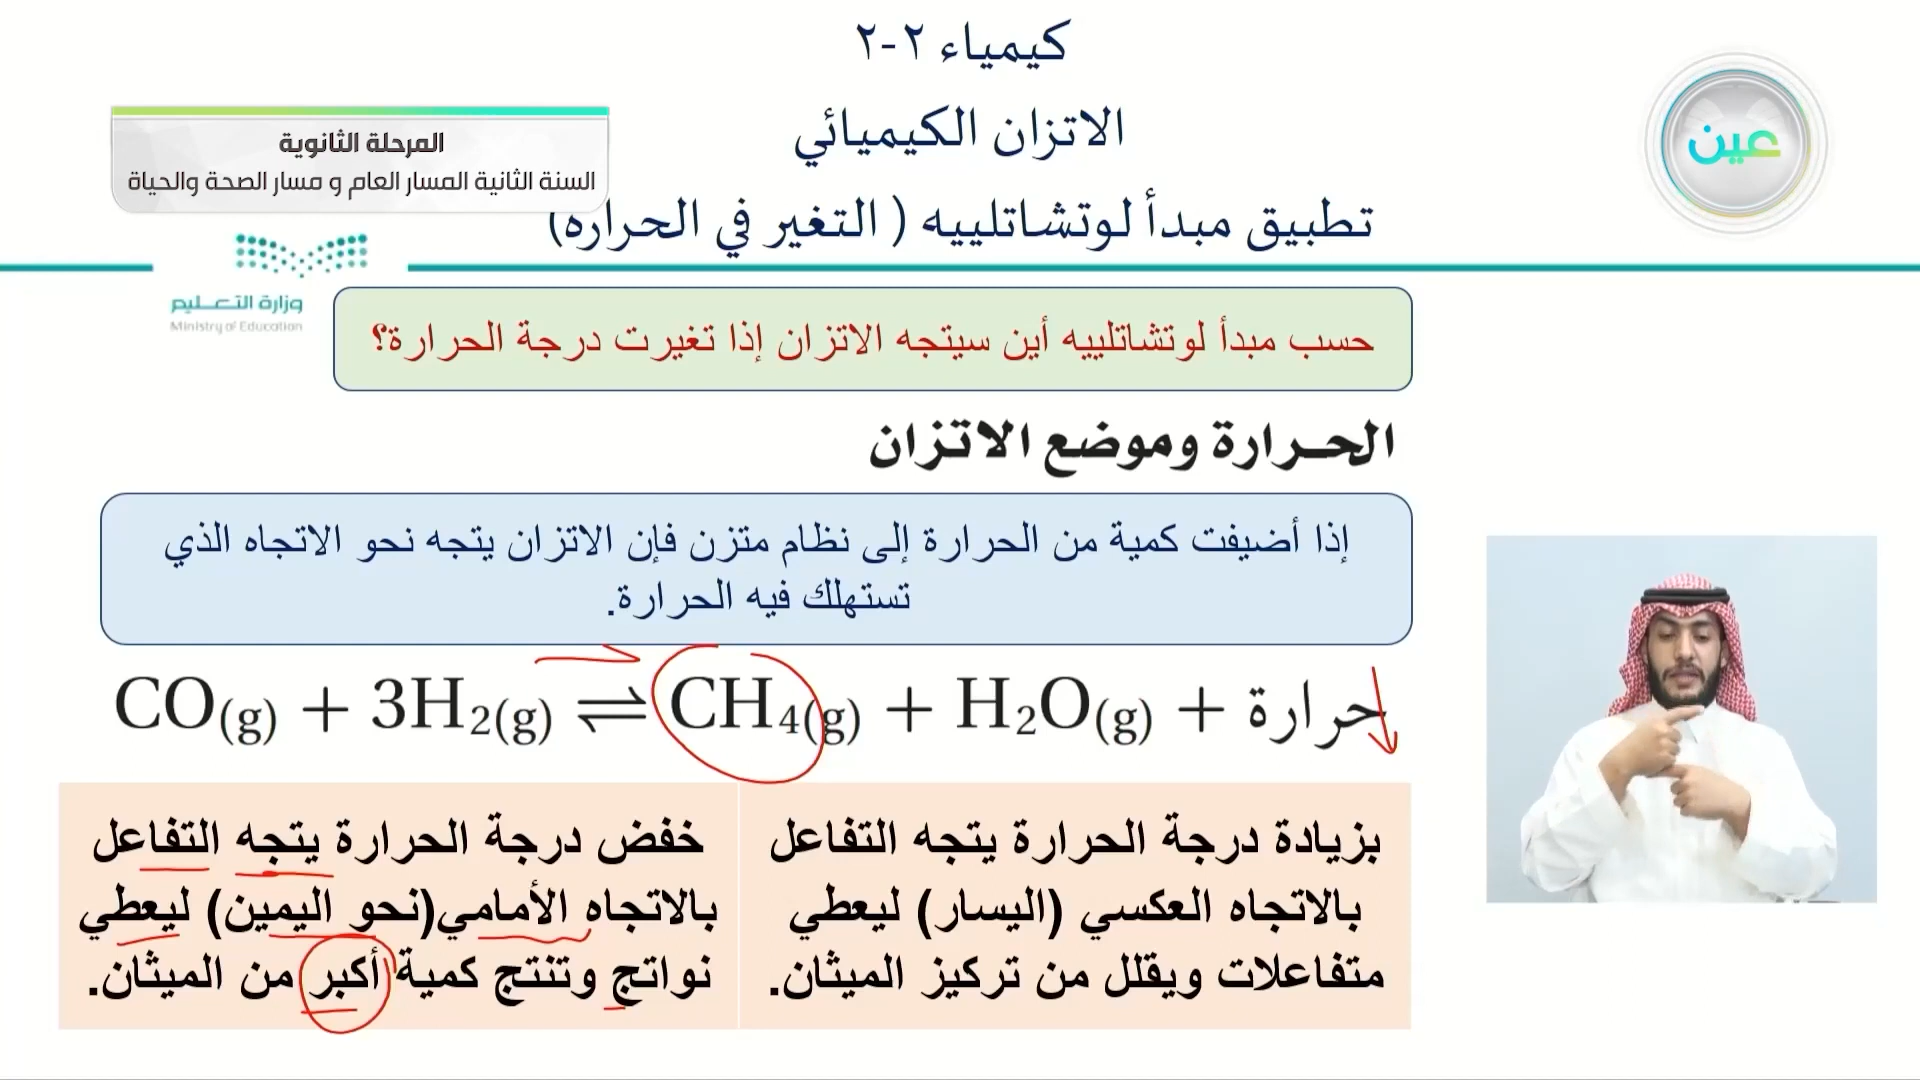 كيمياء ٢-٢
الاتزان الكيميائي
عين
المرحلة الثانوية
السنة الثانية المسار العام و مسار الصحة والحياة
تطبيق مبدأ لوتشاتلييه ( التغير في الحراره)
وزارة التعليم
Ministry of Education
حسب مبدأ لوتشاتلييه أين سيتجه الاتزان إذا تغيرت درجة الحرارة؟
الحرارة وموضع الاتزان
إذا أضيفت كمية من الحرارة إلى نظام متزن فإن الاتزان يتجه نحو الاتجاه الذي
تستهلك فيه الحرارة.
CO(g) + 3H2(g) ⇌ CH4(g) + H2O(g) + حرارة
بزيادة درجة الحرارة يتجه التفاعل
بالاتجاه العكسي (اليسار) ليعطي
متفاعلات ويقلل من تركيز الميثان.
خفض درجة الحرارة يتجه التفاعل
بالاتجاه الأمامي(نحو اليمين) ليعطي
نواتج وتنتج كمية أكبر من الميثان.